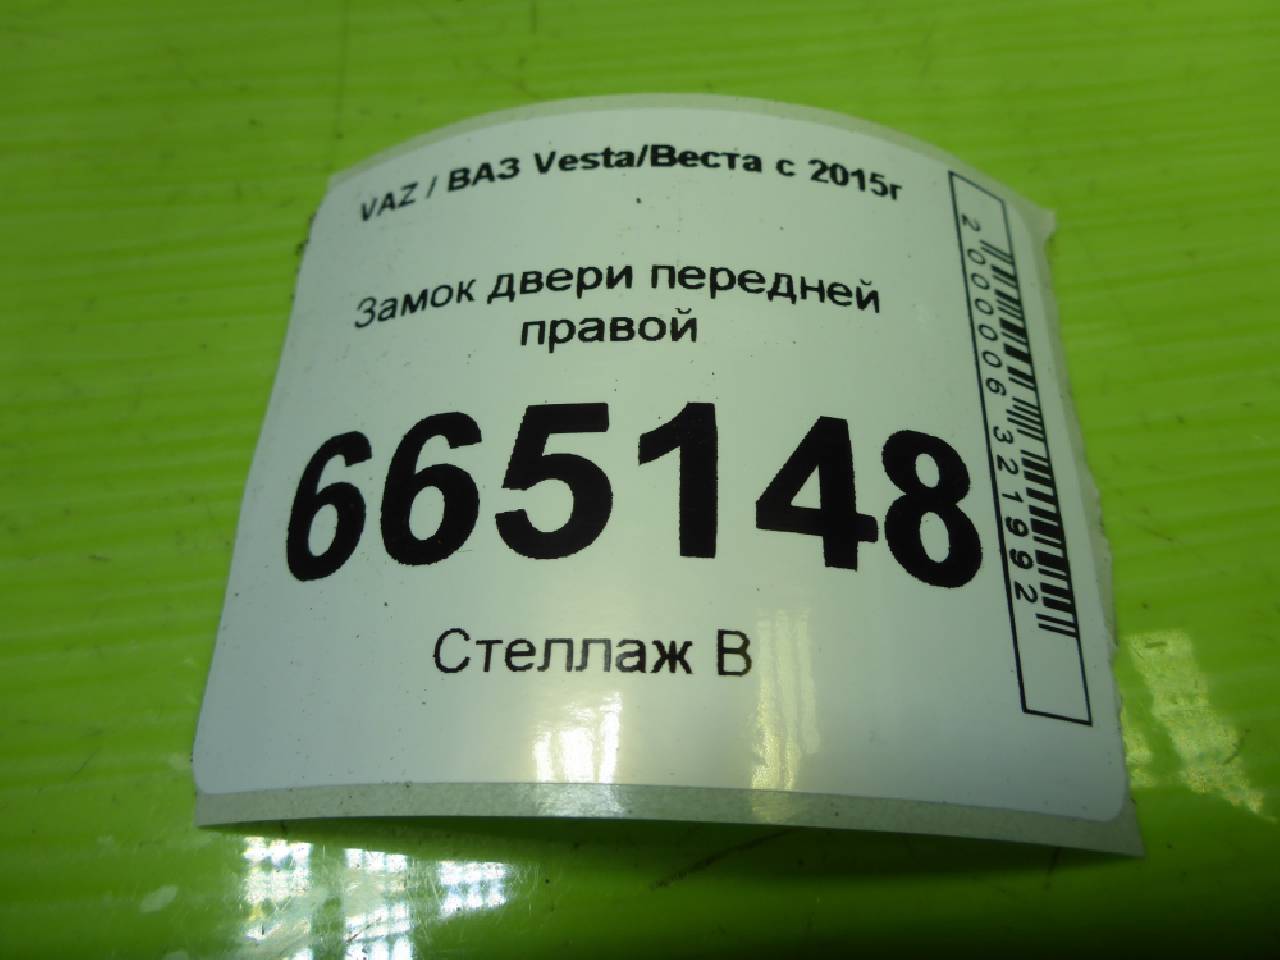 VAZ / ВАЗ Vesta/Веста с 2015г
Замок двери передней
правой
665148
Стеллаж В
2000006321992